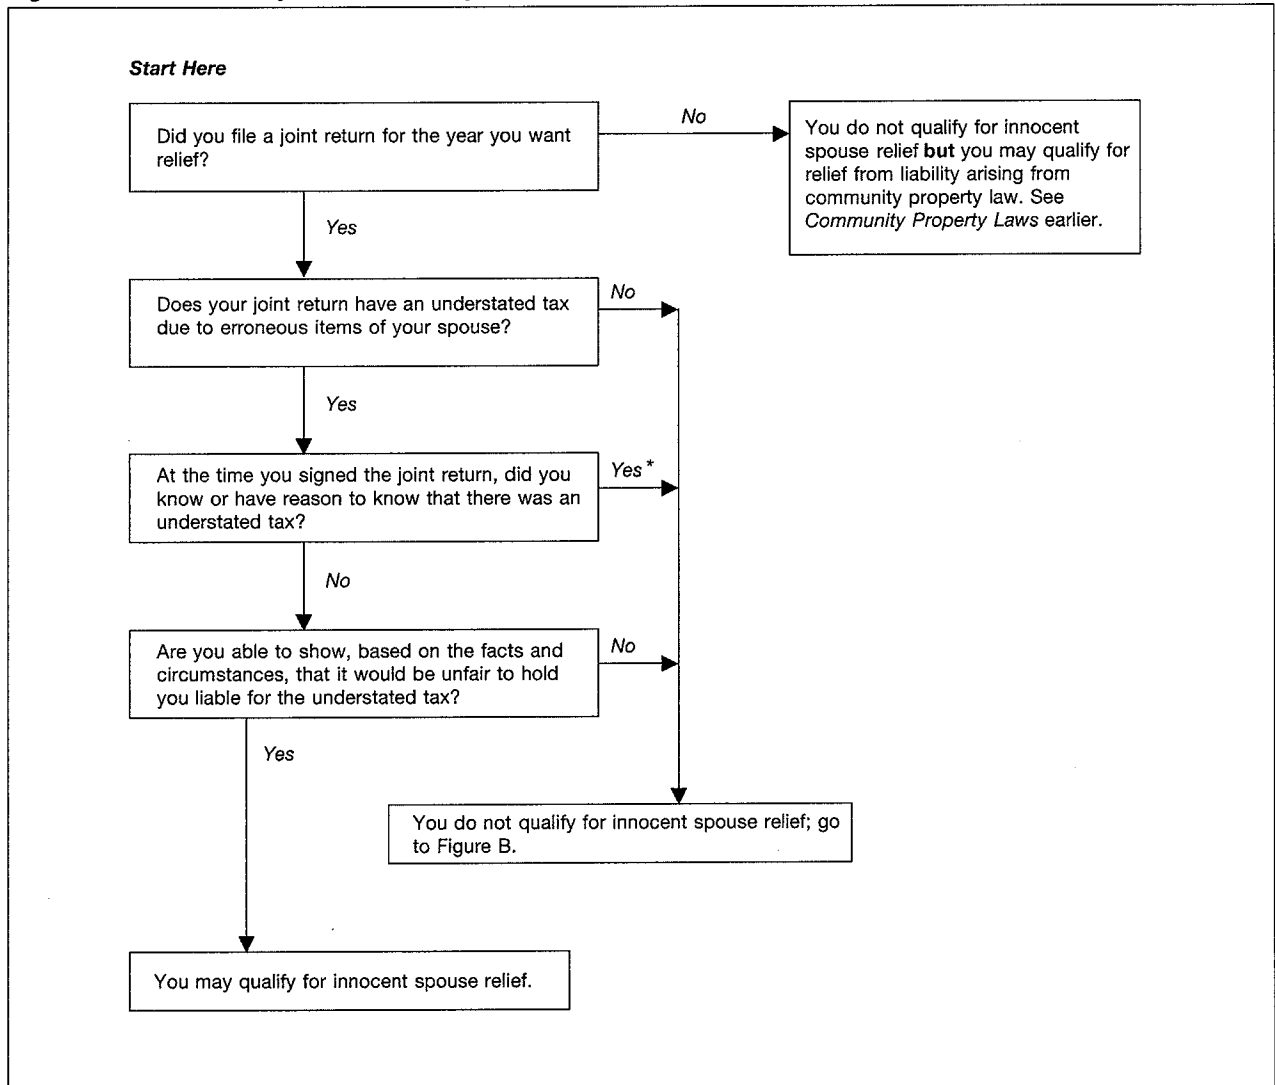 Start Here
Did you file a joint return for the year you want
relief?
No
You do not qualify for innocent
spouse relief but you may qualify for
relief from liability arising from
community property law. See
Community Property Laws earlier.
Yes
Does your joint return have an understated tax
due to erroneous items of your spouse?
No
Yes
At the time you signed the joint return, did you
know or have reason to know that there was an
understated tax?
Yes*
No
Are you able to show, based on the facts and
circumstances, that it would be unfair to hold
you liable for the understated tax?
No
Yes
You do not qualify for innocent spouse relief; go
to Figure B.
You may qualify for innocent spouse relief.